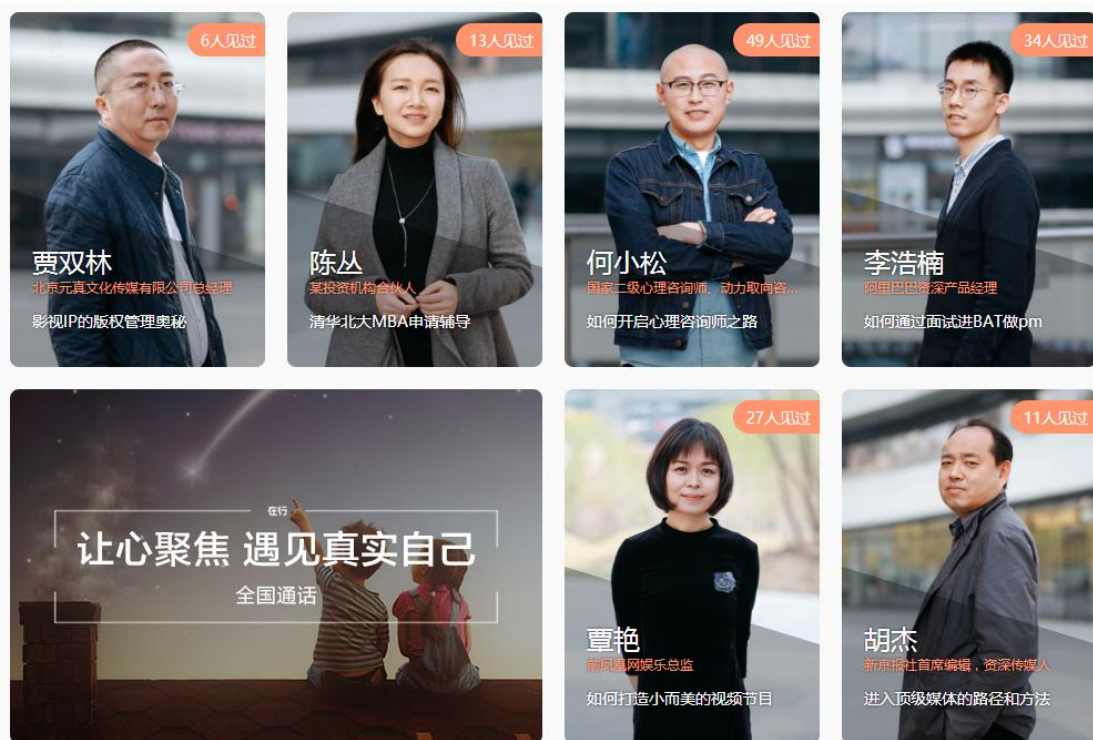 6人见过
贾双林
北京元真文化传媒有限公司总经理
影视IP的版权管理奥秘
13人见过
陈丛
某投资机构合伙人
清华北大MBA申请辅导
49人见过
何小松
国家二级心理咨询师、动力取向咨...
如何开启心理咨询师之路
34人见过
李浩楠
阿里巴巴资深产品经理
如何通过面试进BAT做pm
在行
让心聚焦 遇见真实自己
全国通话
27人见过
覃艳
前凤凰网娱乐总监
如何打造小而美的视频节目
11人见过
胡杰
新京报社首席编辑，资深传媒人
进入顶级媒体的路径和方法